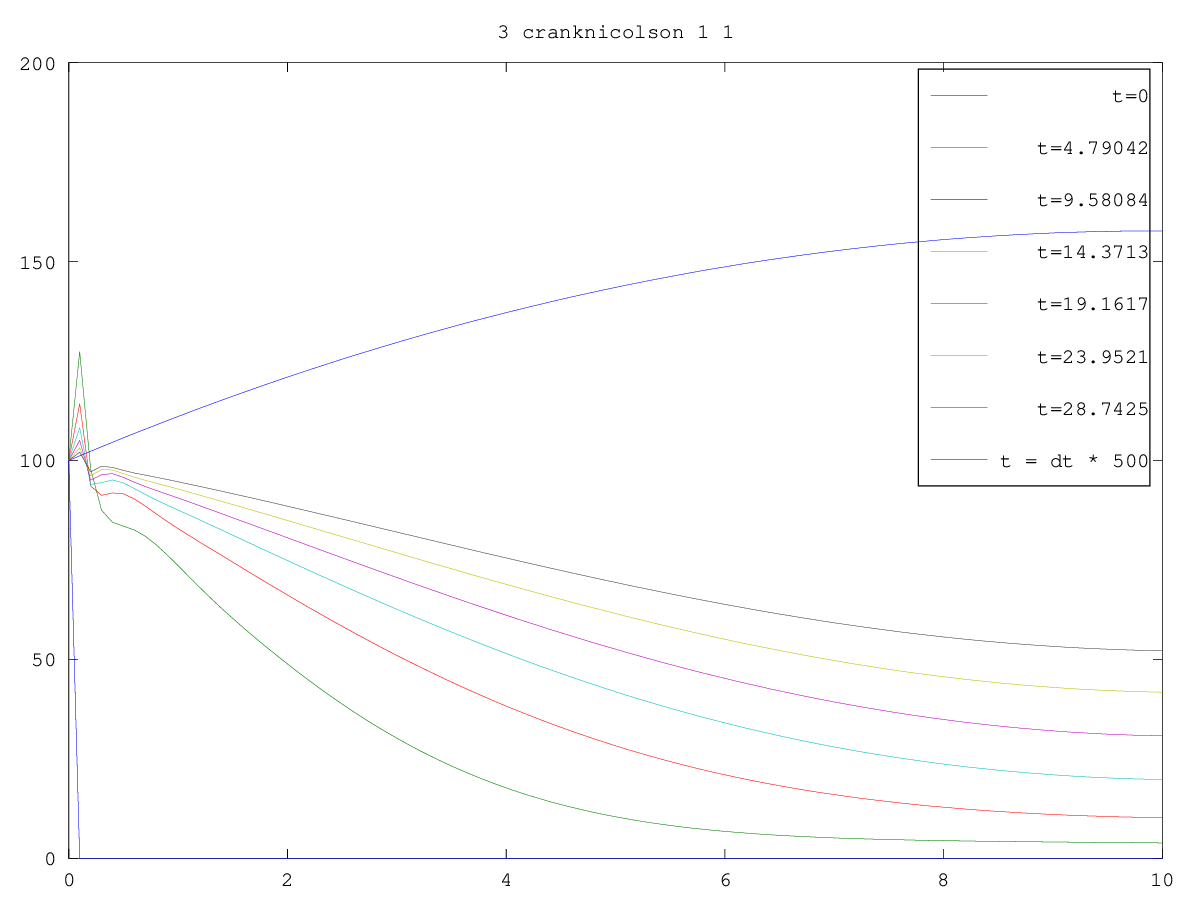 3 cranknicolson 1 1
200
150
100
50
0
t=0
t=4.79042
t=9.58084
t=14.3713
t=19.1617
t=23.9521
t=28.7425
t = dt * 500
0 2 4 6 8 10